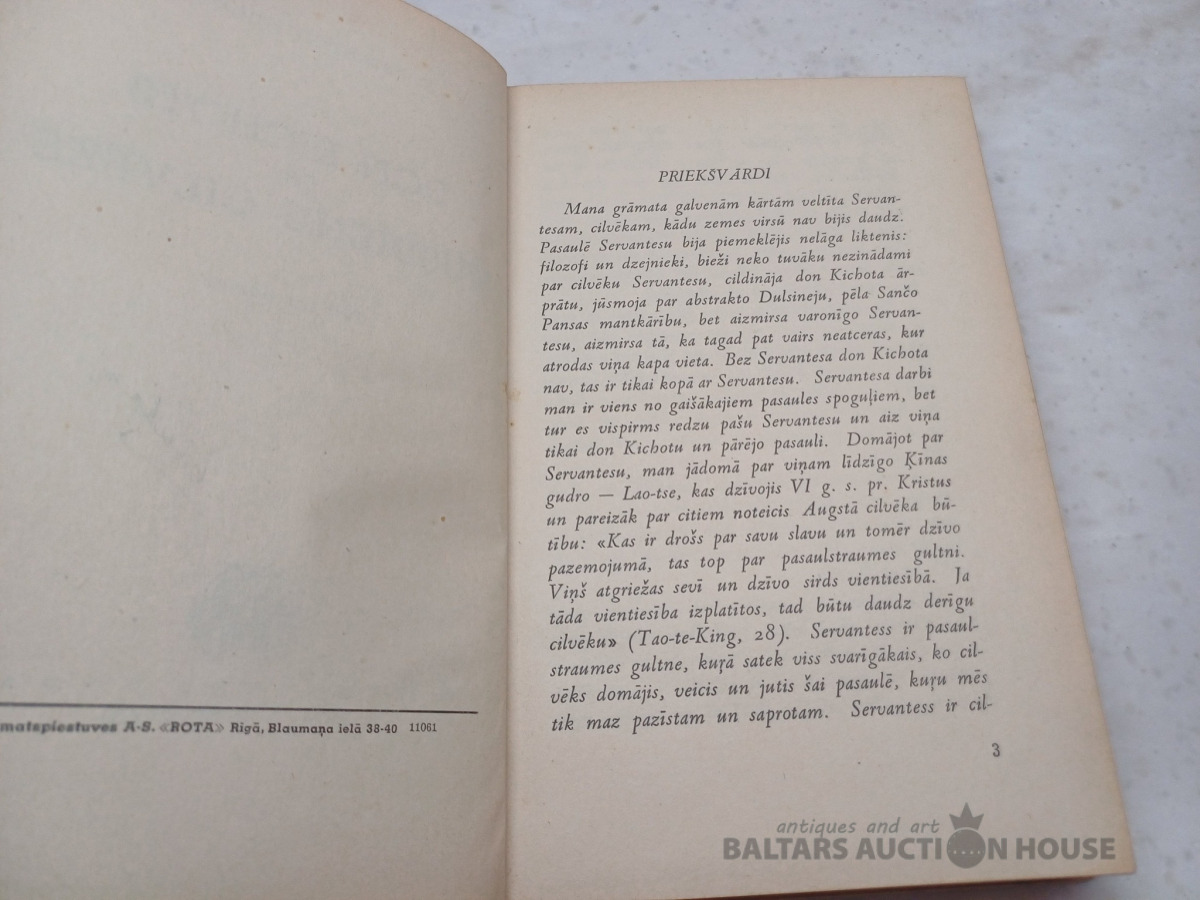 A-S. «ROTA» Rīgā, Blaumaņa ielā 38-40 11061
PRIEKŠVĀRDI
Mana grāmata galvenām kārtām veltīta Servan-
tesam, cilvēkam, kādu zemes virsū nav bijis daudz.
Pasaulē Servantesu bija piemeklējis nelāga liktenis:
filozofi un dzejnieki, bieži neko tuvāku nezinādami
par cilvēku Servantesu, cildināja don Kichota ār-
prātu, jūsmoja par abstrakto Dulsineju, pēla Sančo
Pansas mantkārību, bet aizmirsa varonīgo Servan-
tesu, aizmirsa tā, ka tagad pat vairs neatceras, kur
atrodas viņa kapa vieta. Bez Servantesa don Kichota
nav, tas ir tikai kopā ar Servantesu. Servantesa darbi
man ir viens no gaišākajiem pasaules spoguļiem, bet
tur es vispirms redzu pašu Servantesu un aiz viņa
tikai don Kichotu un pārējo pasauli. Domājot par
Servantesu, man jādomā par viņam līdzīgo Ķīnas
gudro — Lao-tse, kas dzīvojis VI g. s. pr. Kristus
un pareizāk par citiem noteicis Augstā cilvēka bū-
tību: «Kas ir drošs par savu slavu un tomēr dzīvo
pazemojumā, tas top par pasaulstraumes gultni.
Viņš atgriežas sevī un dzīvo sirds vientiesībā. Ja
tāda vientiesība izplatītos, tad būtu daudz derīgu
cilvēku» (Tao-te-King, 28). Servantess ir pasaul-
straumes gultne, kuŗā satek viss svarīgākais, ko cil-
vēks domājis, veicis un jutis šai pasaulē, kuŗu mēs
tik maz pazīstam un saprotam. Servantess ir cil-
3
antiques and art
BALTARS AUCTION HOUSE